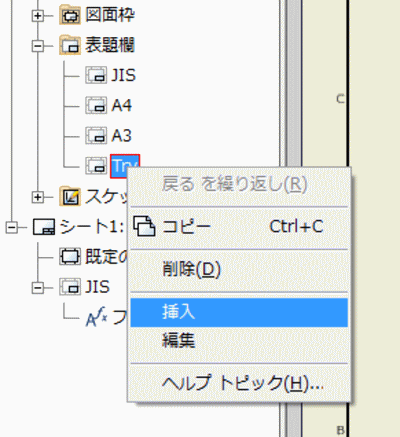 図面枠
表題欄
JIS
A4
A3
Try
戻る を繰り返し(R)
スケッ
コピー Ctrl+C
シート1:
削除(D)
既定の
JIS
挿入
フ
編集
ヘルプ トピック(H)...
C
B